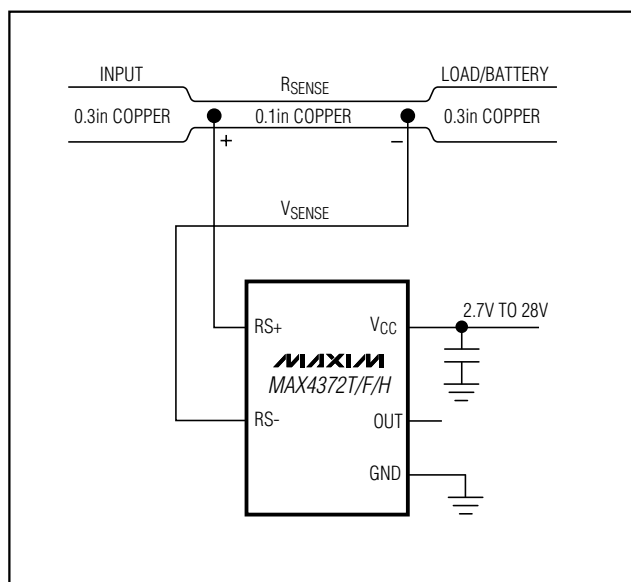 INPUT RSENSE LOAD/BATTERY
0.3in COPPER 0.1in COPPER 0.3in COPPER
+ −
VSENSE
2.7V TO 28V
RS+ VCC
MAXIM
MAX4372T/F/H
RS- OUT
GND